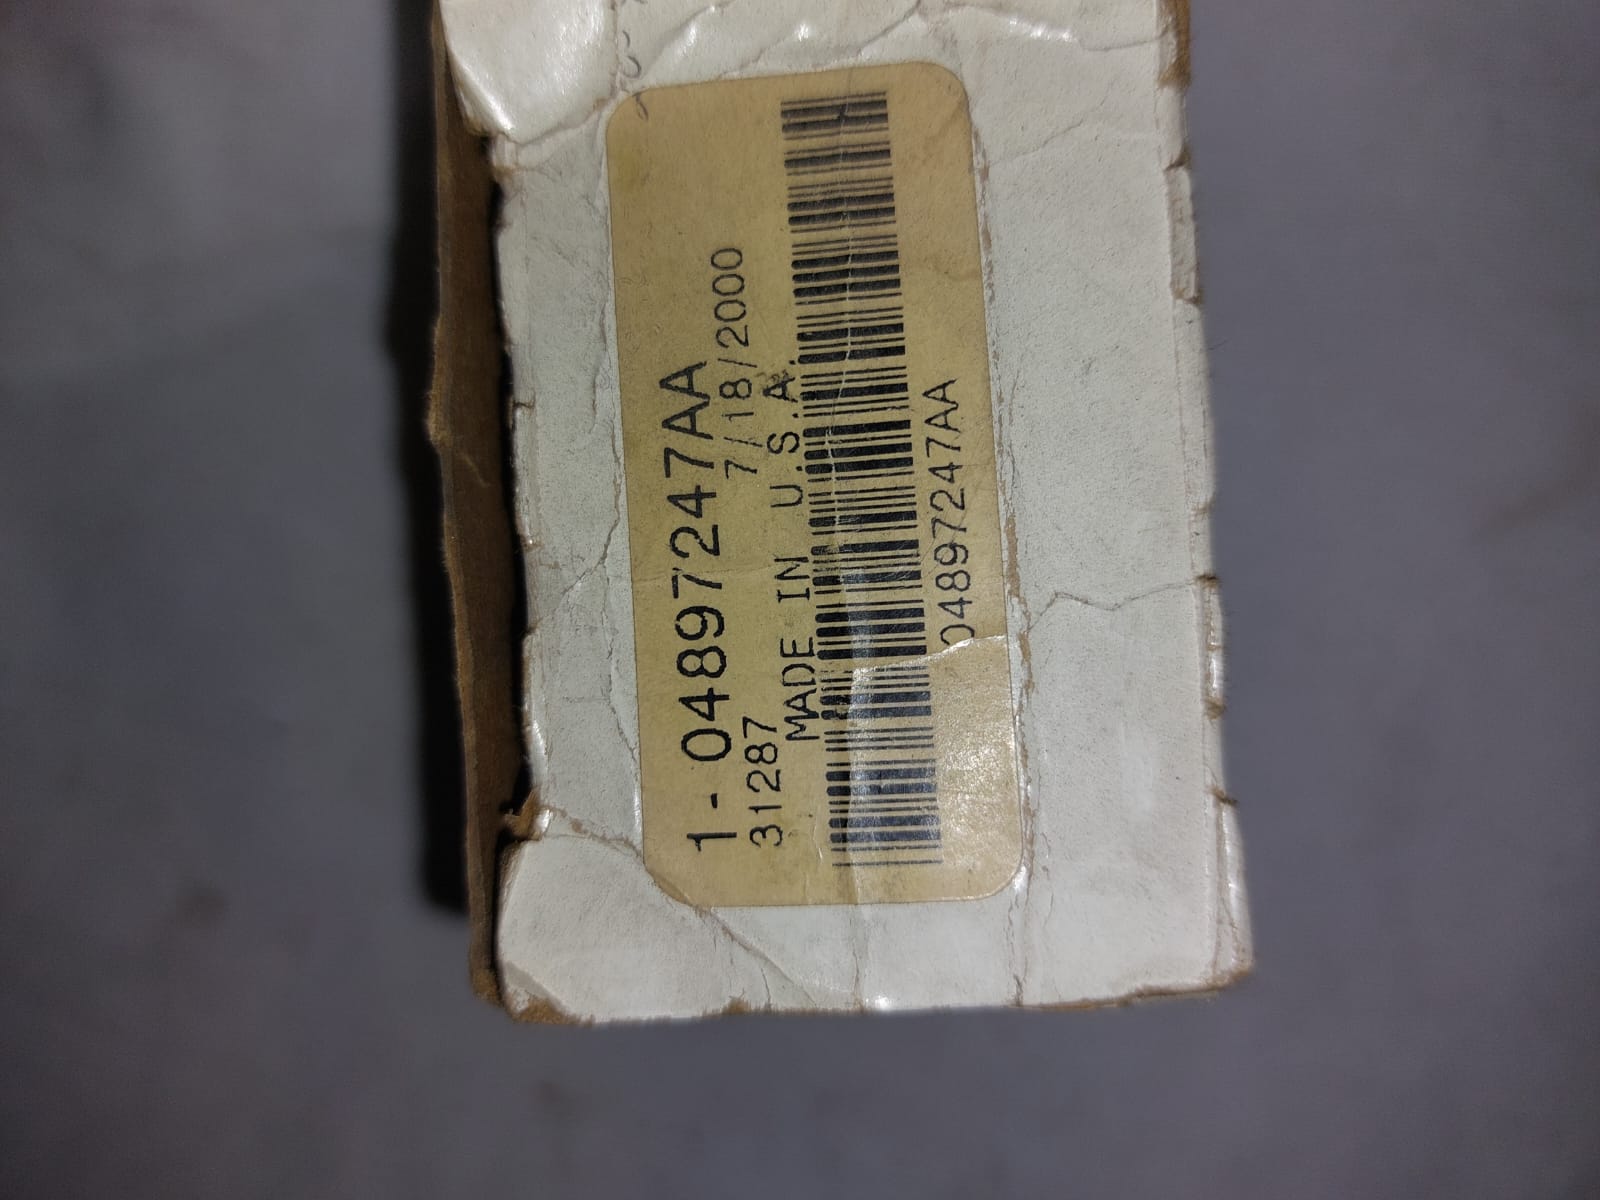 1-04897247AA
31287 7/18/2000
MADE IN U.S.A.
04897247AA